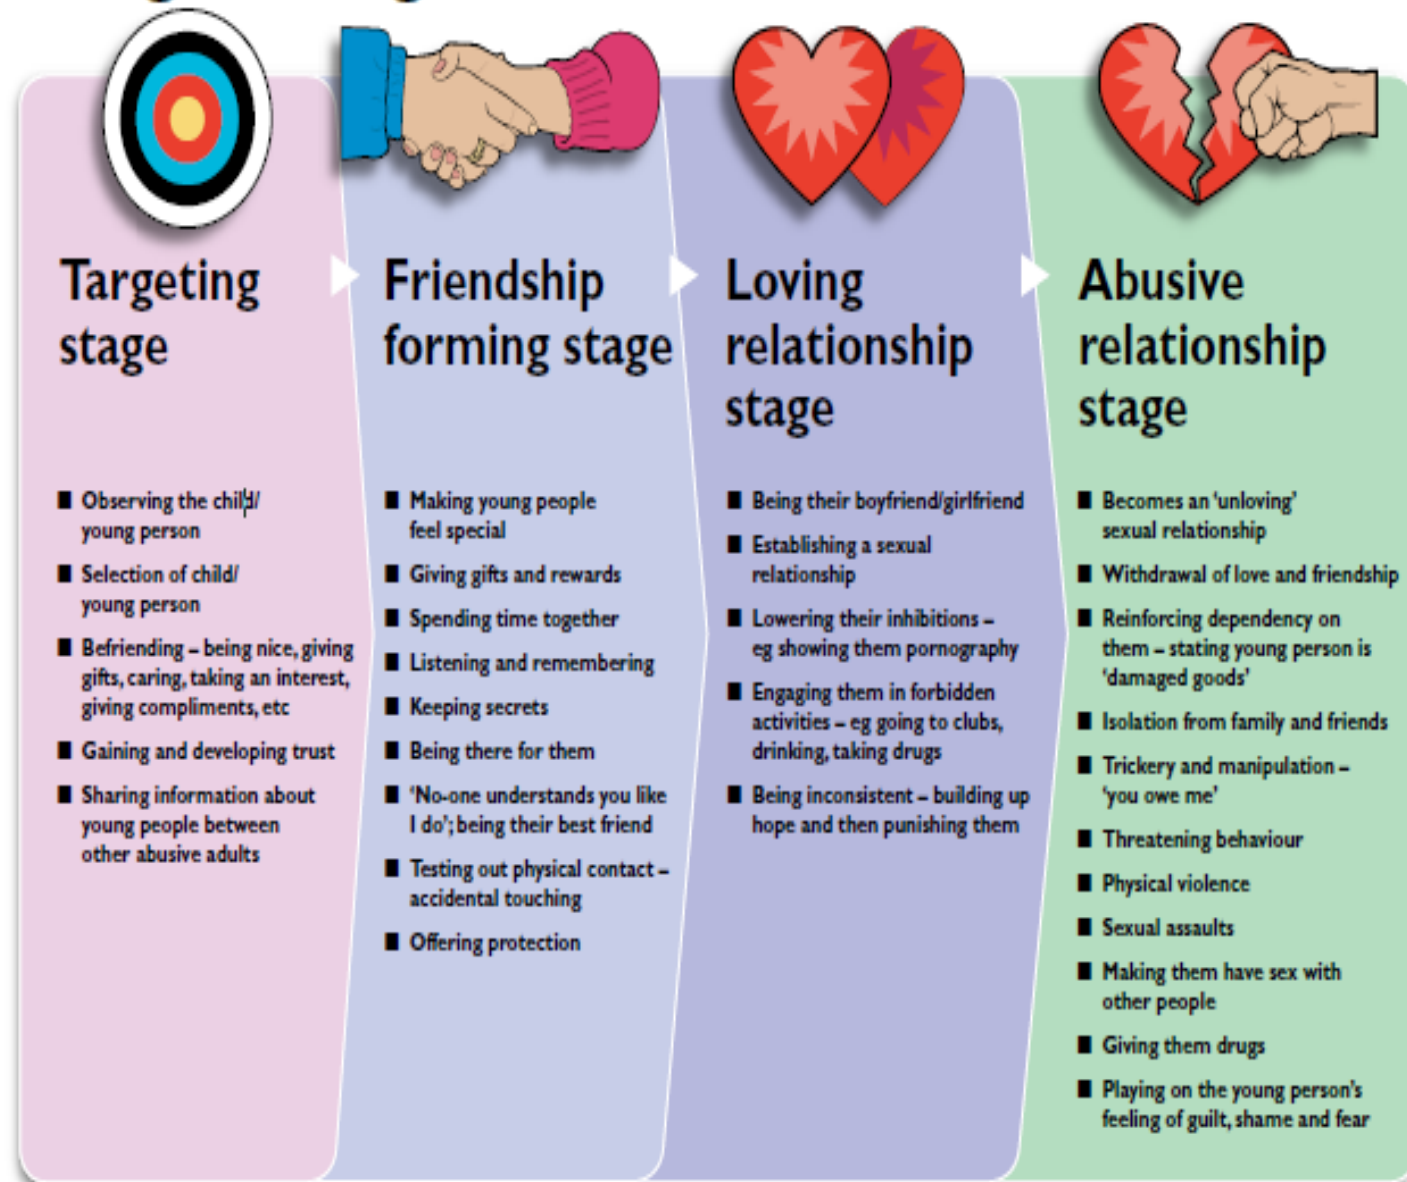 Targeting
stage
Observing the child/
young person
Selection of child/
young person
Befriending – being nice, giving
gifts, caring, taking an interest,
giving compliments, etc
Gaining and developing trust
Sharing information about
young people between
other abusive adults
Friendship
forming stage
Making young people
feel special
Giving gifts and rewards
Spending time together
Listening and remembering
Keeping secrets
Being there for them
‘No-one understands you like
I do’; being their best friend
Testing out physical contact –
accidental touching
Offering protection
Loving
relationship
stage
Being their boyfriend/girlfriend
Establishing a sexual
relationship
Lowering their inhibitions –
eg showing them pornography
Engaging them in forbidden
activities – eg going to clubs,
drinking, taking drugs
Being inconsistent – building up
hope and then punishing them
Abusive
relationship
stage
Becomes an ‘unloving’
sexual relationship
Withdrawal of love and friendship
Reinforcing dependency on
them – stating young person is
‘damaged goods’
Isolation from family and friends
Trickery and manipulation –
‘you owe me’
Threatening behaviour
Physical violence
Sexual assaults
Making them have sex with
other people
Giving them drugs
Playing on the young person’s
feeling of guilt, shame and fear